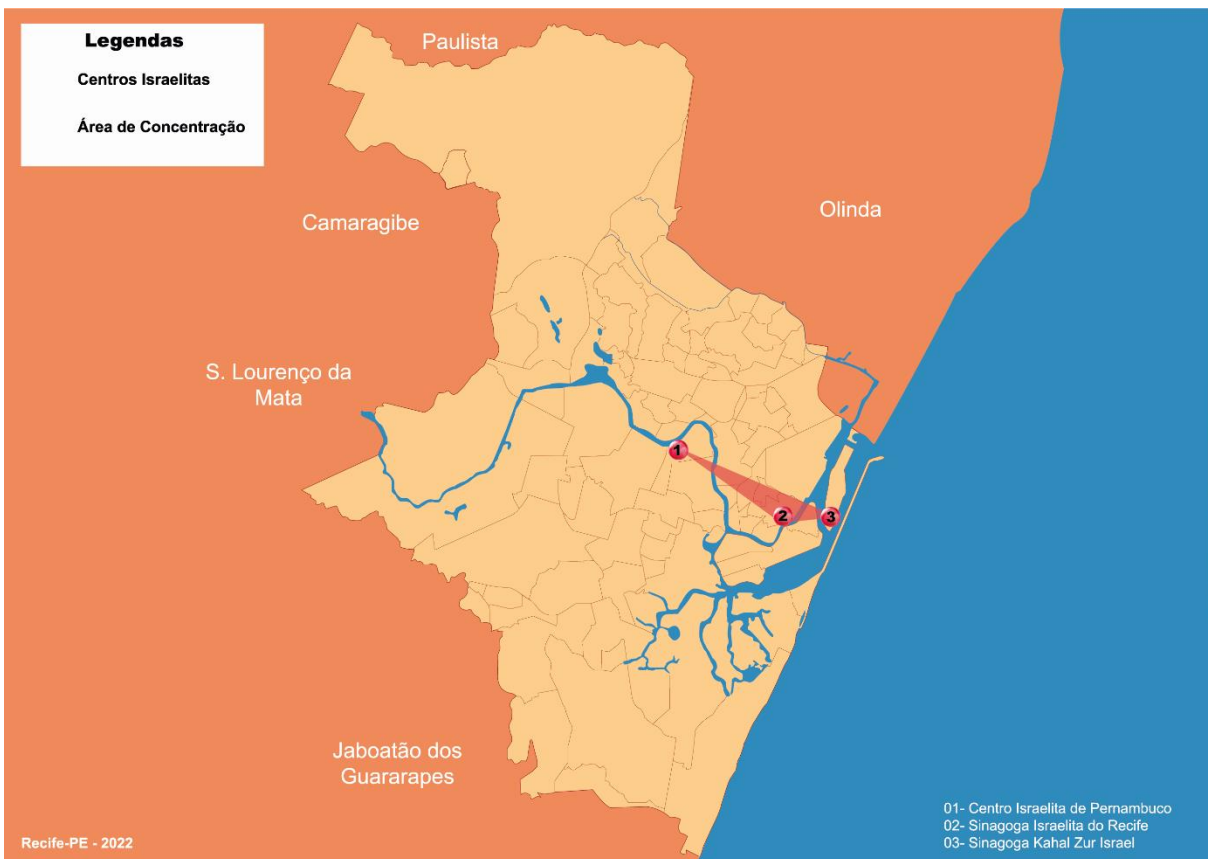 Legendas
Centros Israelitas
Área de Concentração
Paulista
Olinda
Camaragibe
S. Lourenço da
Mata
1
2
3
Jaboatão dos
Guararapes
01- Centro Israelita de Pernambuco
02- Sinagoga Israelita do Recife
03- Sinagoga Kahal Zur Israel
Recife-PE - 2022